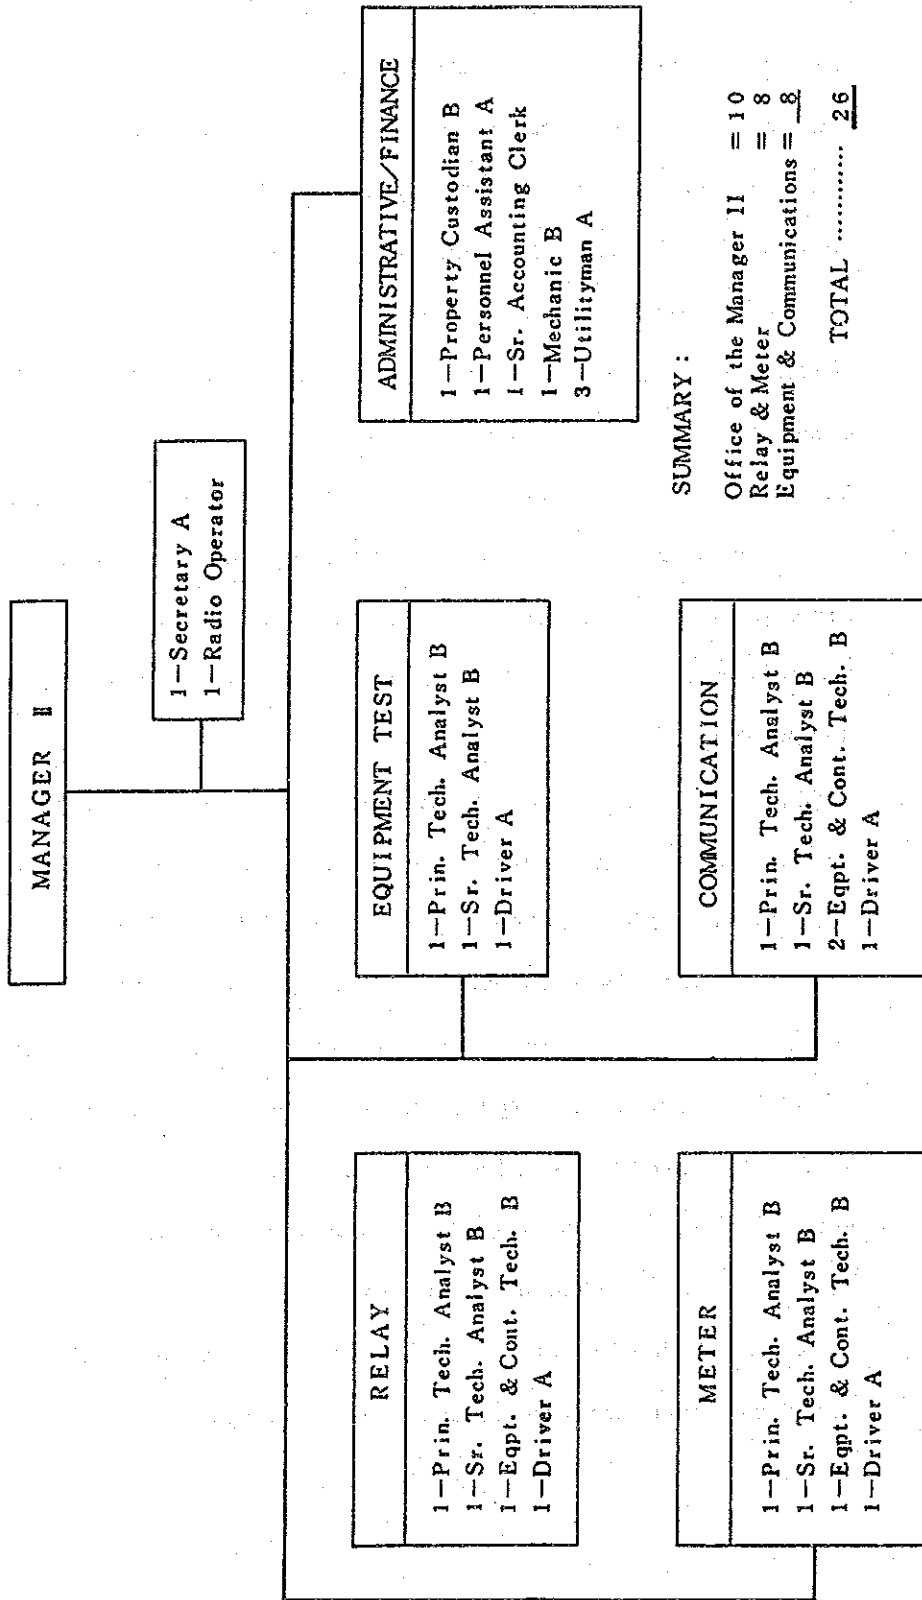 MANAGER II
1—Secretary A
1—Radio Operator
RELAY
1—Prin. Tech. Analyst B
1—Sr. Tech. Analyst B
1—Eqpt. & Cont. Tech. B
1—Driver A
EQUIPMENT TEST
1—Prin. Tech. Analyst B
1—Sr. Tech. Analyst B
1—Driver A
ADMINISTRATIVE/FINANCE
1—Property Custodian B
1—Personnel Assistant A
1—Sr. Accounting Clerk
1—Mechanic B
3—Utilityman A
METER
1—Prin. Tech. Analyst B
1—Sr. Tech. Analyst B
1—Eqpt. & Cont. Tech. B
1—Driver A
COMMUNICATION
1—Prin. Tech. Analyst B
1—Sr. Tech. Analyst B
2—Eqpt. & Cont. Tech. B
1—Driver A
SUMMARY :
Office of the Manager II = 10
Relay & Meter = 8
Equipment & Communications = 8
TOTAL ........... 26